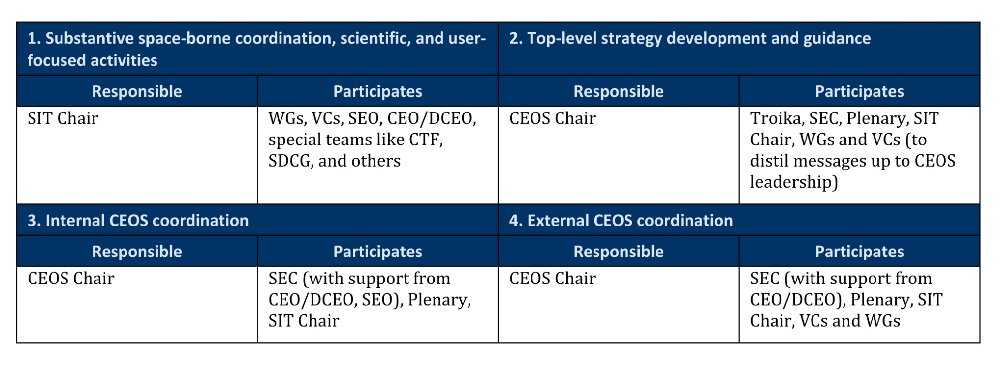 1. Substantive space-borne coordination, scientific, and user-
focused activities
2. Top-level strategy development and guidance
Responsible
Participates
Responsible
Participates
SIT Chair
WGs, VCs, SEO, CEO/DCEO,
special teams like CTF,
SDCG, and others
CEOS Chair
Troika, SEC, Plenary, SIT
Chair, WGs and VCs (to
distil messages up to CEOS
leadership)
3. Internal CEOS coordination
4. External CEOS coordination
Responsible
Participates
Responsible
Participates
CEOS Chair
SEC (with support from
CEO/DCEO, SEO), Plenary,
SIT Chair
CEOS Chair
SEC (with support from
CEO/DCEO), Plenary, SIT
Chair, VCs and WGs